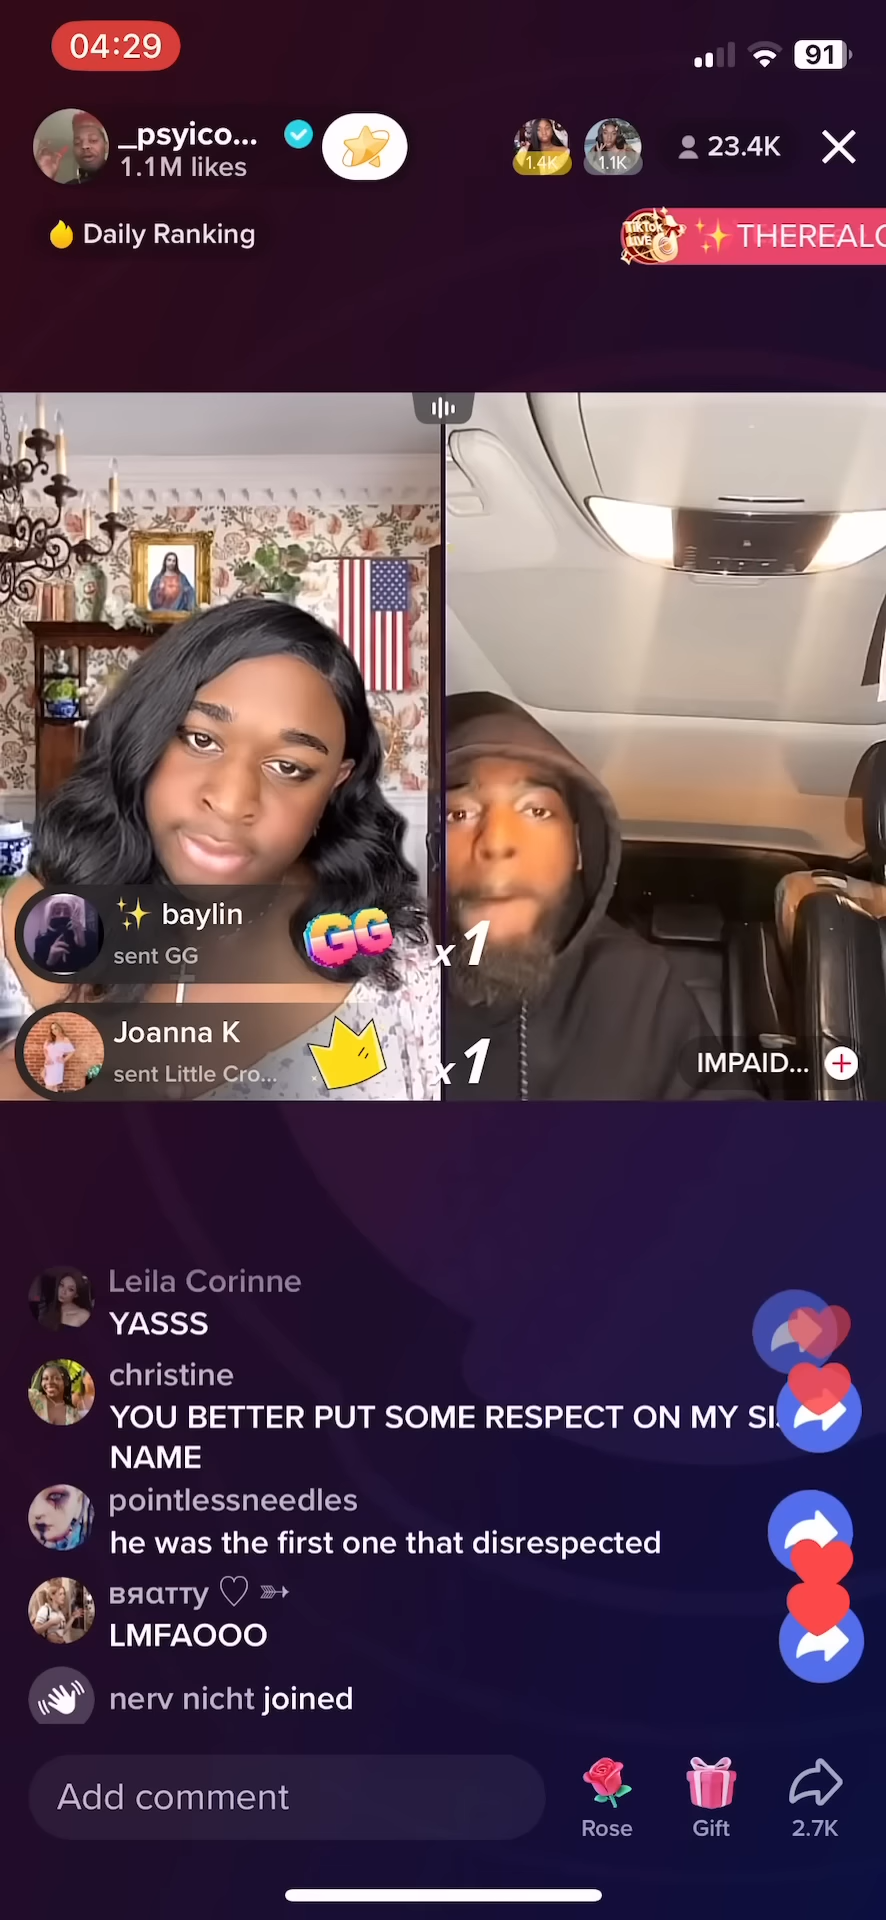 04:29
91
_psyico...
1.1M likes
1.4K
1.1K
23.4K
Daily Ranking
TikTok
LIVE
✨ THEREALC
✨ baylin
sent GG
GG
x1
Joanna K
sent Little Cro...
x1
IMPAID...
Leila Corinne
YASSS
christine
YOU BETTER PUT SOME RESPECT ON MY
NAME
pointlessneedles
he was the first one that disrespected
вяαттy ♡ ➳
LMFAOOO
nerv nicht joined
Add comment
Rose
Gift
2.7K